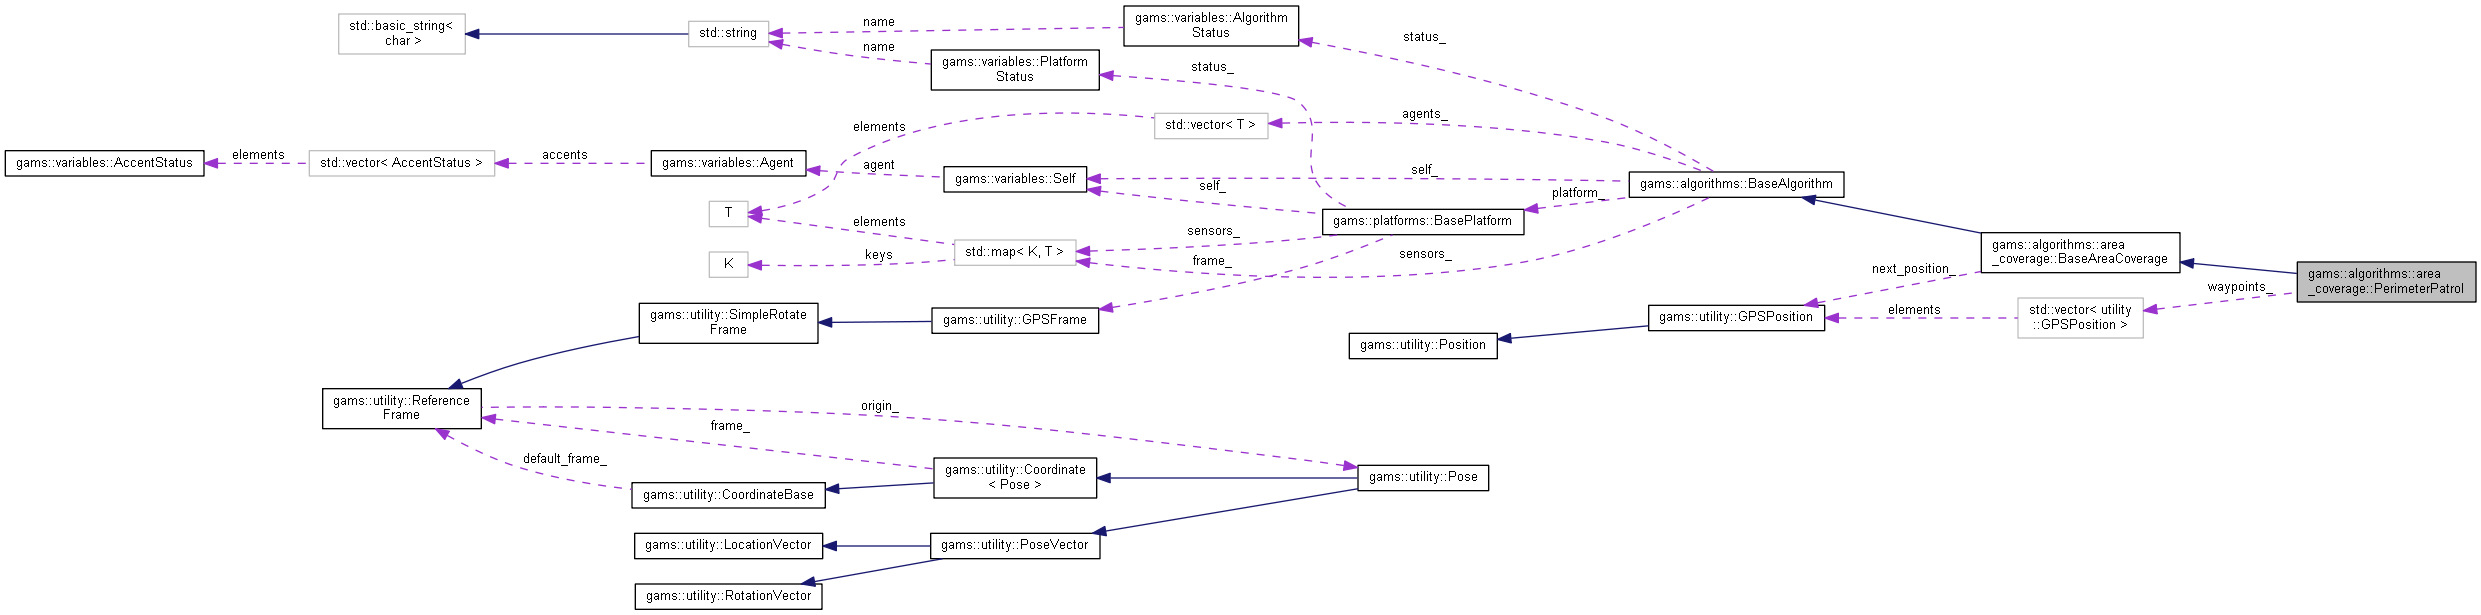 std::basic_string<
char >
std::string
name
name
gams::variables::Algorithm
Status
gams::variables::Platform
Status
status_
status_
std::vector< T >
agents_
elements
gams::variables::AccentStatus
elements
std::vector< AccentStatus >
accents
gams::variables::Agent
agent
gams::variables::Self
self_
self_
platform_
gams::algorithms::BaseAlgorithm
T
elements
gams::platforms::BasePlatform
sensors_
std::map< K, T >
keys
K
frame_
sensors_
gams::algorithms::area
_coverage::BaseAreaCoverage
next_position_
gams::algorithms::area
_coverage::PerimeterPatrol
waypoints_
std::vector< utility
::GPSPosition >
elements
gams::utility::GPSPosition
gams::utility::Position
gams::utility::SimpleRotate
Frame
gams::utility::GPSFrame
gams::utility::Reference
Frame
origin_
frame_
default_frame_
gams::utility::Coordinate
< Pose >
gams::utility::Pose
gams::utility::CoordinateBase
gams::utility::LocationVector
gams::utility::PoseVector
gams::utility::RotationVector